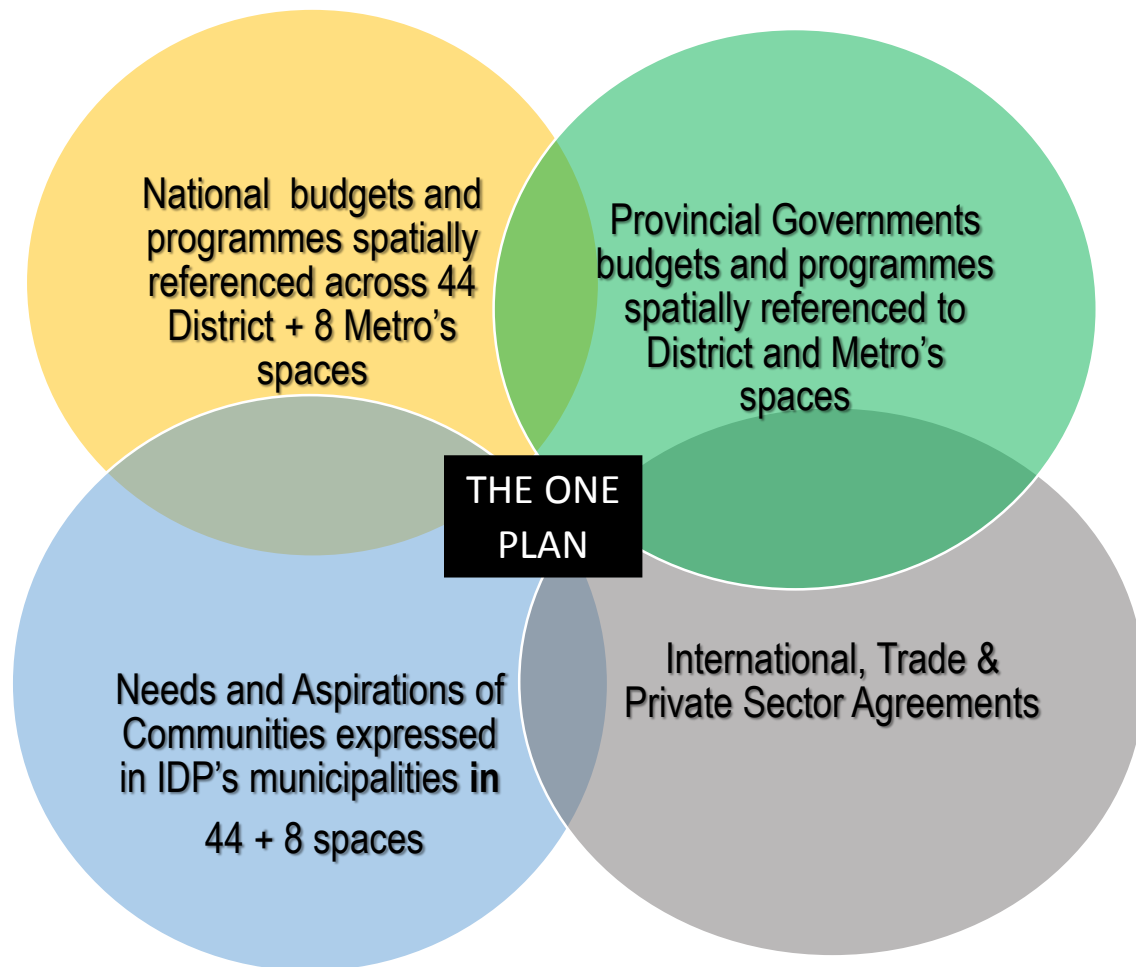 National budgets and
programmes spatially
referenced across 44
District + 8 Metro's
spaces
Provincial Governments
budgets and programmes
spatially referenced to
District and Metro's
spaces
THE ONE
PLAN
Needs and Aspirations of
Communities expressed
in IDP's municipalities in
44 + 8 spaces
International, Trade &
Private Sector Agreements